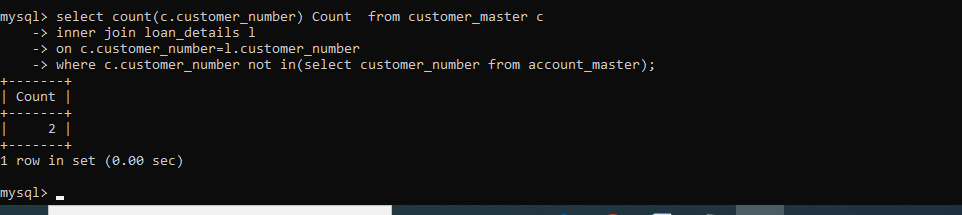 mysql> select count(c.customer_number) Count  from customer_master c
    -> inner join loan_details l
    -> on c.customer_number=l.customer_number
    -> where c.customer_number not in(select customer_number from account_master);
+-------+
| Count |
+-------+
|     2 |
+-------+
1 row in set (0.00 sec)

mysql>